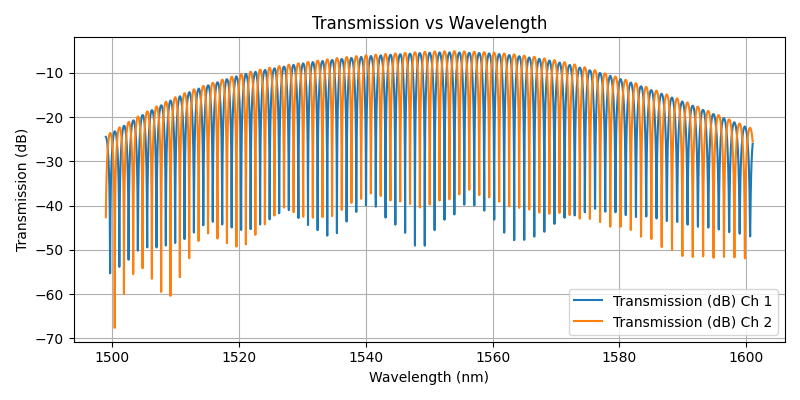 Transmission vs Wavelength
Transmission (dB)
−10
−20
−30
−40
−50
−60
−70
1500
1520
1540
1560
1580
1600
Wavelength (nm)
Transmission (dB) Ch 1
Transmission (dB) Ch 2